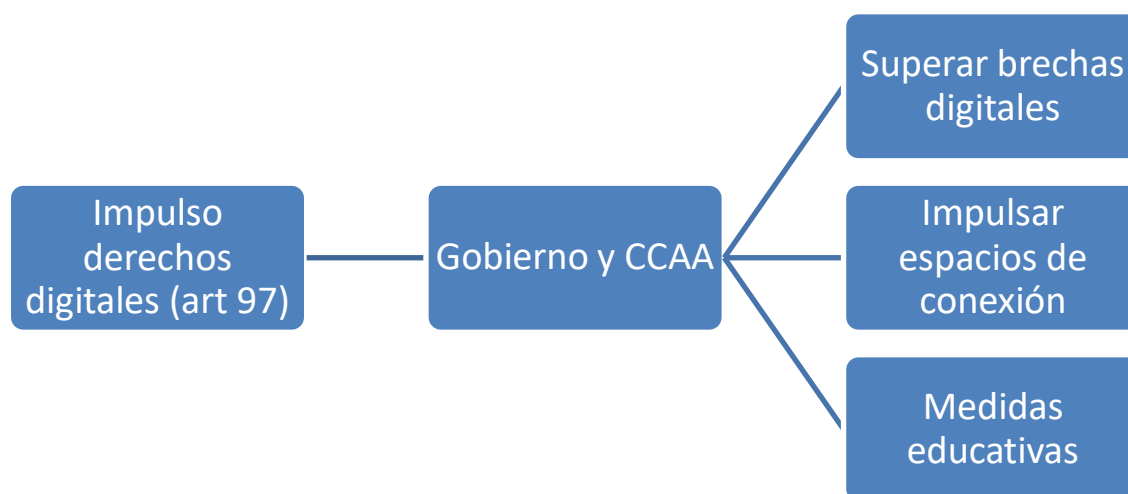 Impulso
derechos
digitales (art 97)
Gobierno y CCAA
Superar brechas
digitales
Impulsar
espacios de
conexión
Medidas
educativas